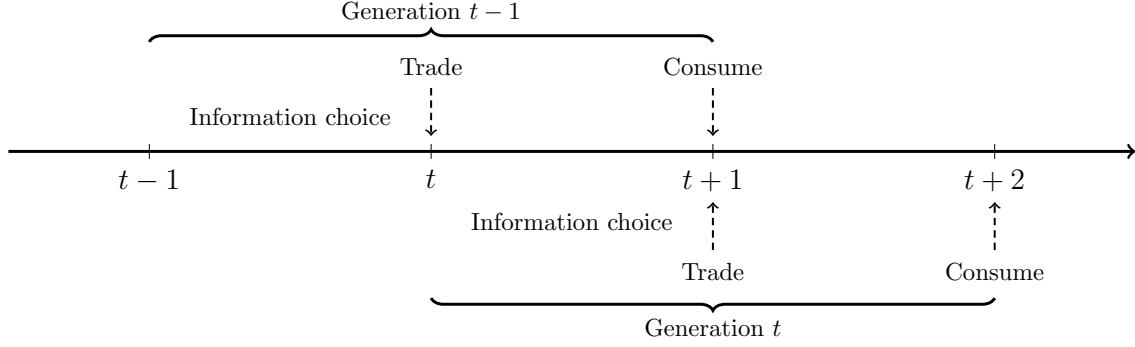 Generation t − 1
Trade Consume
Information choice
t − 1 t t + 1 t + 2
Information choice
Trade Consume
Generation t